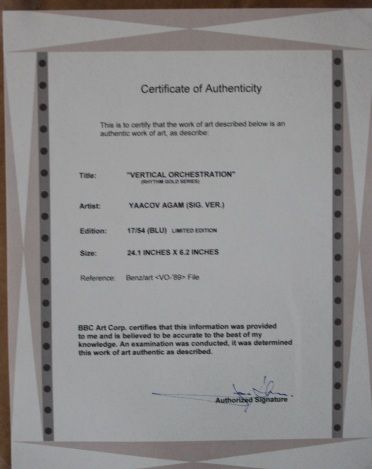 Certificate of Authenticity
This is to certify that the work of art described below is an
authentic work of art, as describe:
Title: "VERTICAL ORCHESTRATION"
(RHYTHM GOLD SERIES)
Artist: YAACOV AGAM (SIG. VER.)
Edition: 17/54 (BLU) LIMITED EDITION
Size: 24.1 INCHES X 6.2 INCHES
Reference: Benz/art <VO-'89> File
BBC Art Corp. certifies that this information was provided
to me and is believed to be accurate to the best of my
knowledge. An examination was conducted, it was determined
this work of art authentic as described.
Authorized Signature